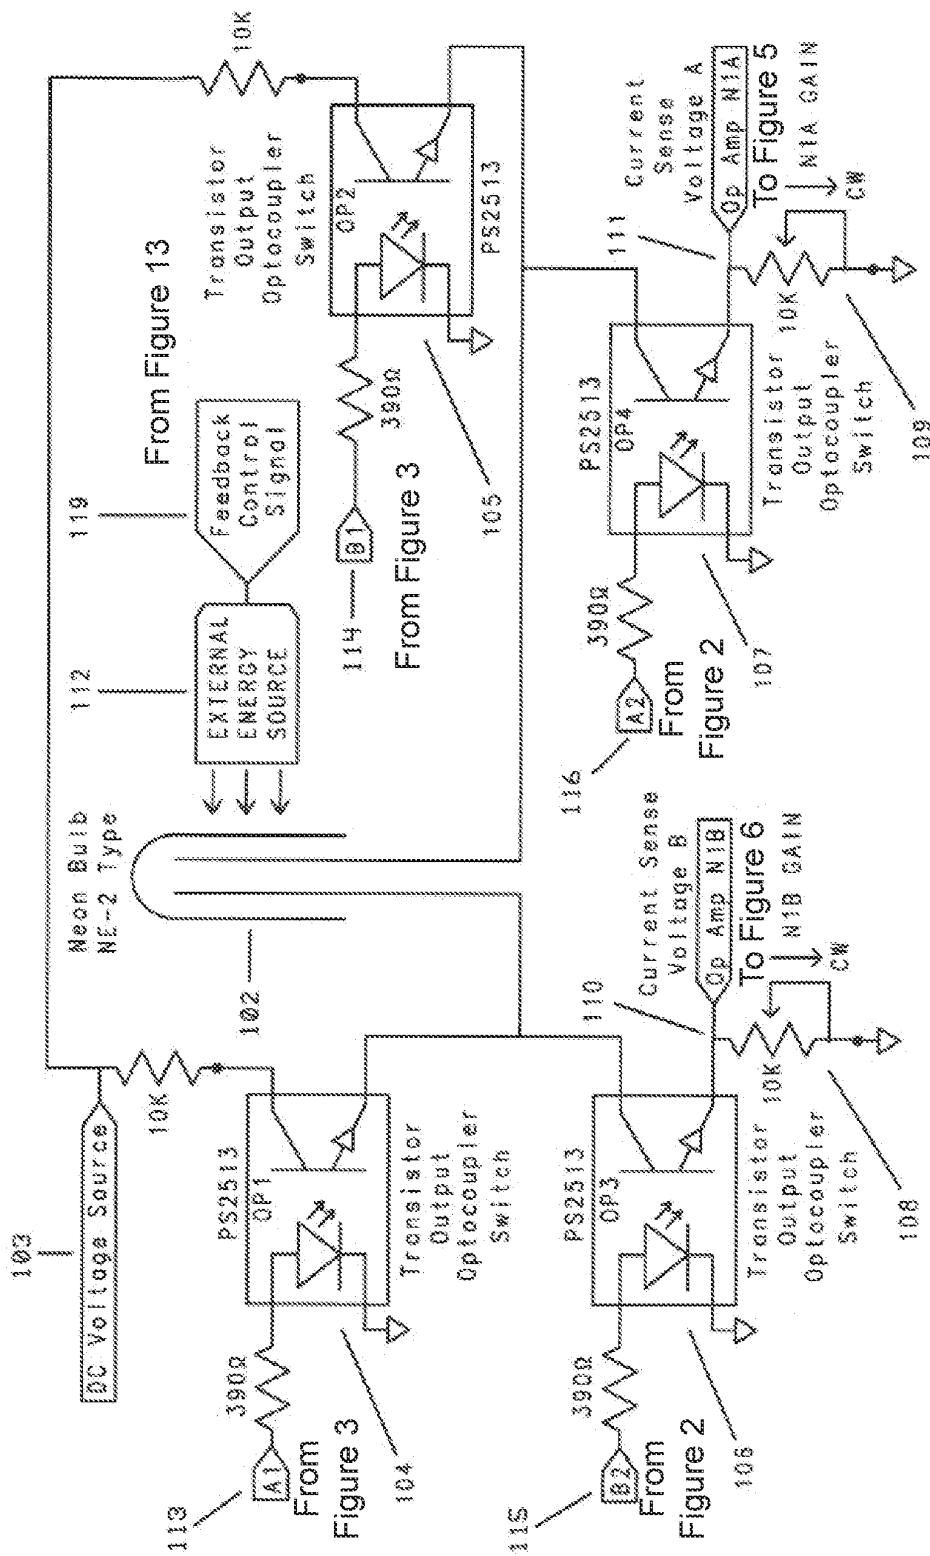 103
DC Voltage Source
10K
113
A1
From
Figure 3
390Ω
PS2513
OP1
104
Transistor
Output
Optocoupler
Switch
Neon Bulb
NE-2 Type
102
112
EXTERNAL
ENERGY
SOURCE
119
Feedback
Control
Signal
From Figure 13
Transistor
Output
Optocoupler
Switch
10K
114
B1
From Figure 3
390Ω
OP2
PS2513
105
115
B2
From
Figure 2
390Ω
PS2513
OP3
106
Transistor
Output
Optocoupler
Switch
110
Current Sense
Voltage B
Op Amp N1B
To Figure 6
N1B GAIN
CW
10K
108
116
A2
From
Figure 2
390Ω
PS2513
OP4
107
Transistor
Output
Optocoupler
Switch
111
Current
Sense
Voltage A
Op Amp N1A
To Figure 5
N1A GAIN
CW
10K
109